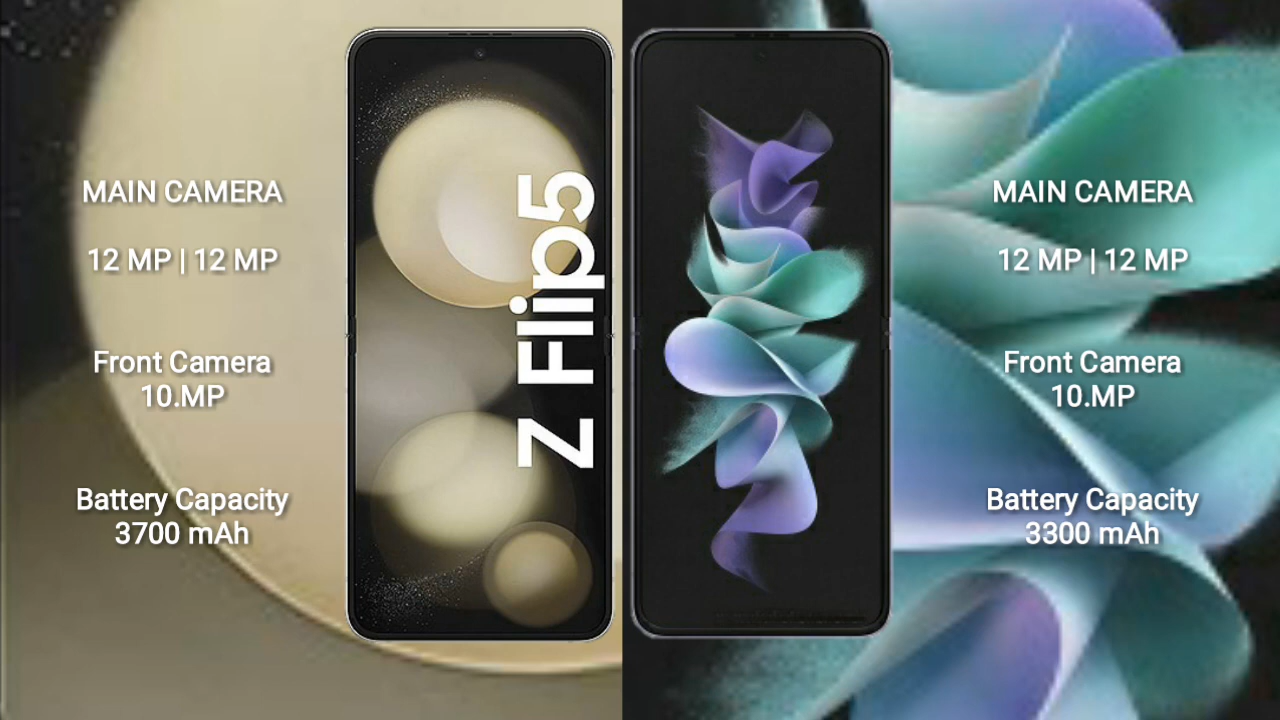 MAIN CAMERA
12 MP | 12 MP
Front Camera
10.MP
Battery Capacity
3700 mAh
Z Flip5
MAIN CAMERA
12 MP | 12 MP
Front Camera
10.MP
Battery Capacity
3300 mAh